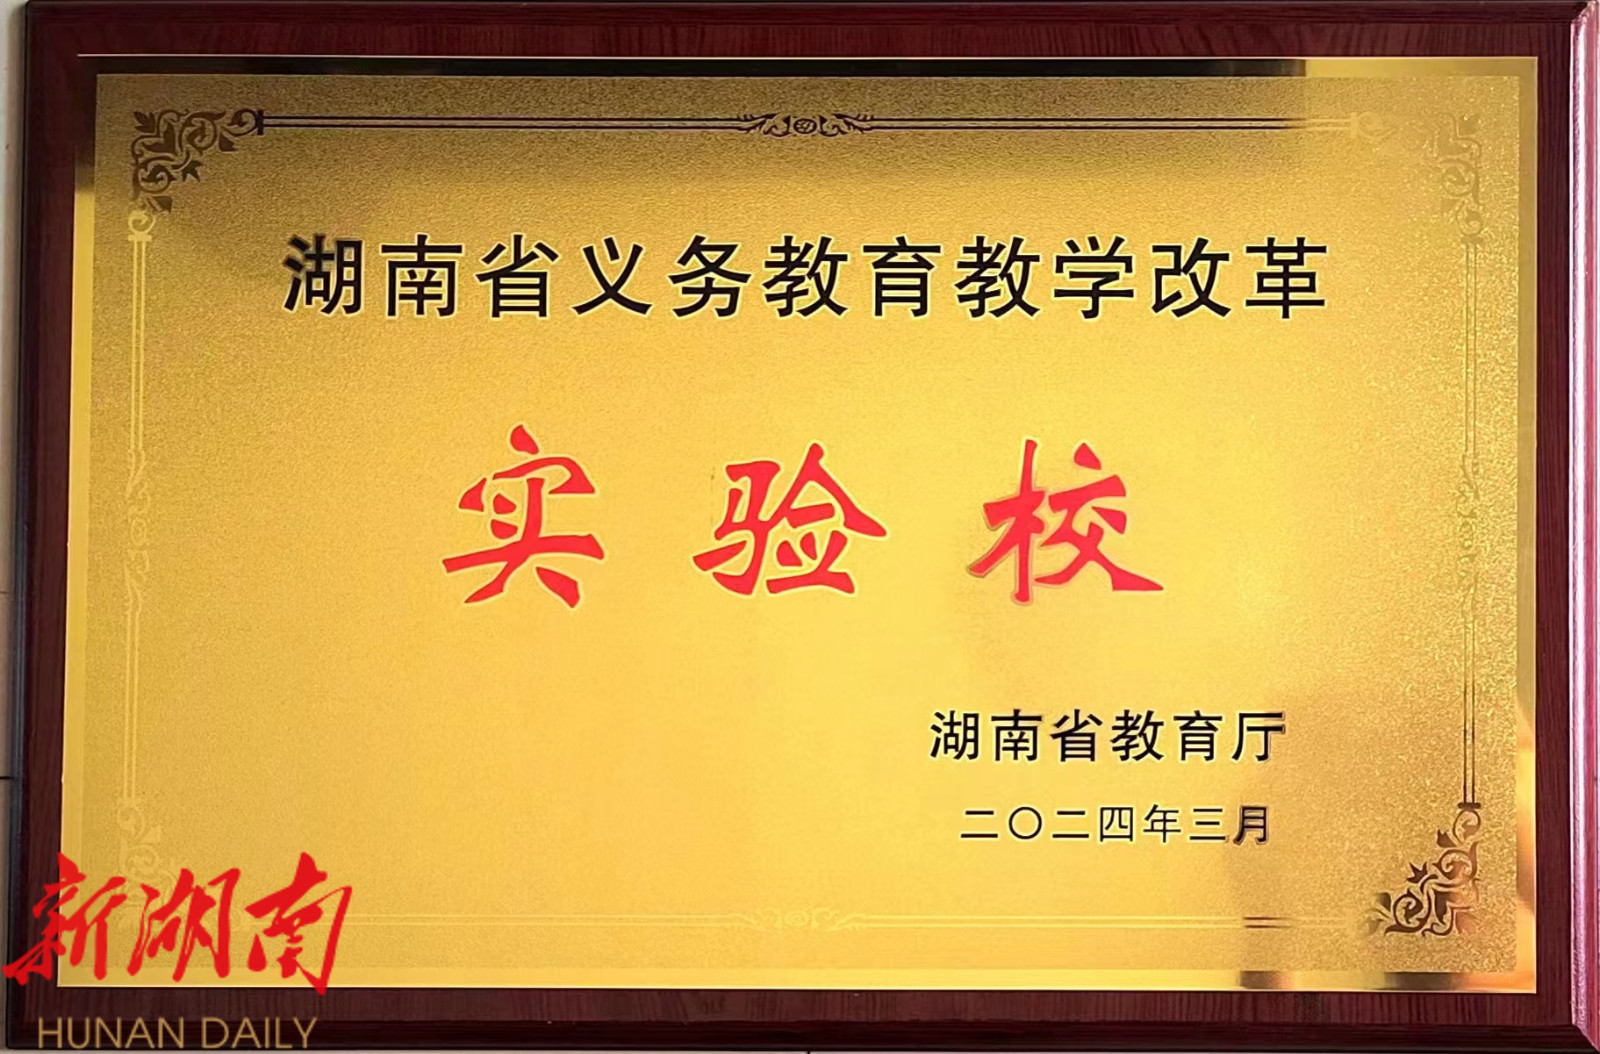 湖南省义务教育教学改革
实验校
湖南省教育厅
二〇二四年三月
新湖南
HUNAN DAILY